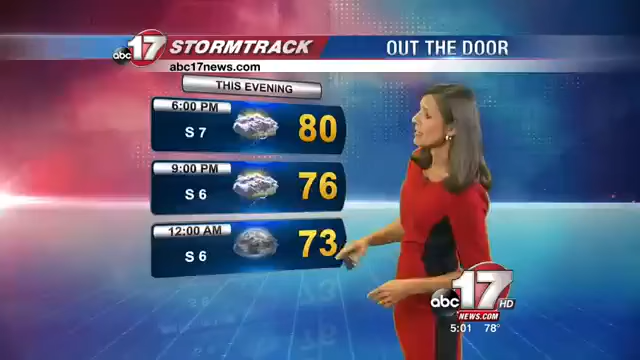 abc 17 STORMTRACK OUT THE DOOR
abc17news.com
THIS EVENING
6:00 PM
S 7 80
9:00 PM
S 6 76
12:00 AM
S 6 73
abc 17 HD
NEWS.COM
5:01 78°